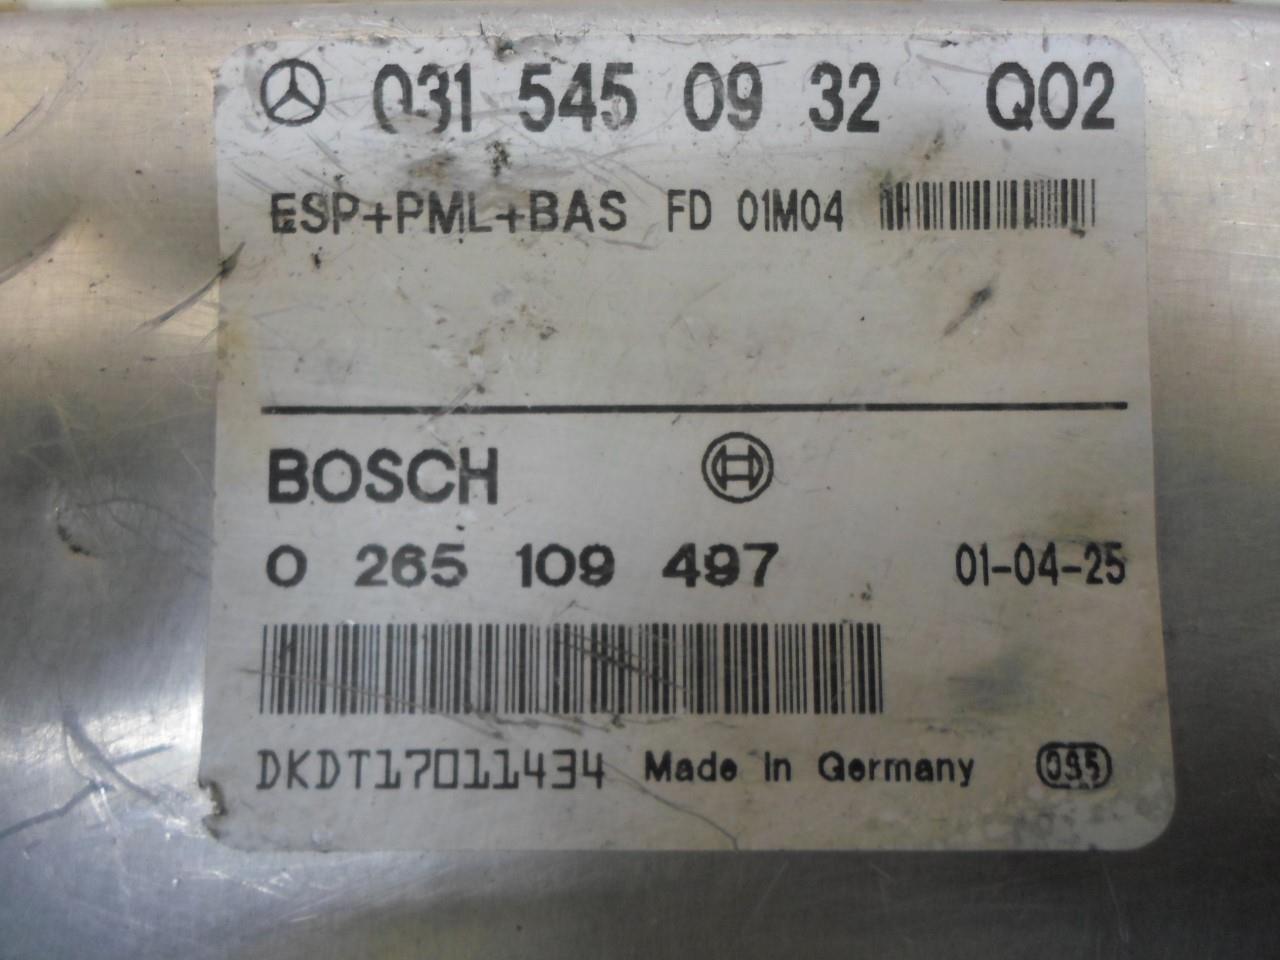 031 545 09 32 Q02
ESP+PML+BAS FD 01M04
BOSCH
0 265 109 497 01-04-25
DKDT17011434 Made in Germany 095